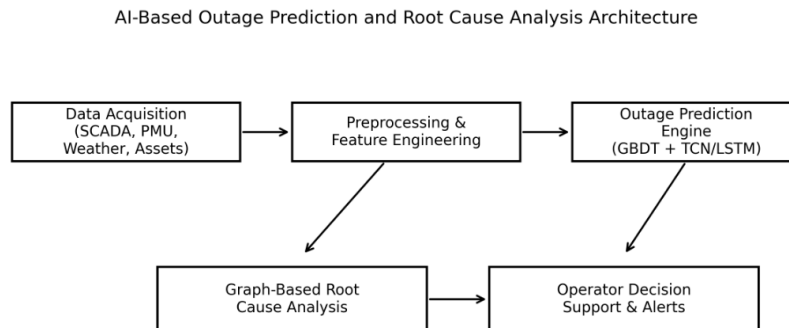 AI-Based Outage Prediction and Root Cause Analysis Architecture
Data Acquisition
(SCADA, PMU,
Weather, Assets)
Preprocessing &
Feature Engineering
Outage Prediction
Engine
(GBDT + TCN/LSTM)
Graph-Based Root
Cause Analysis
Operator Decision
Support & Alerts